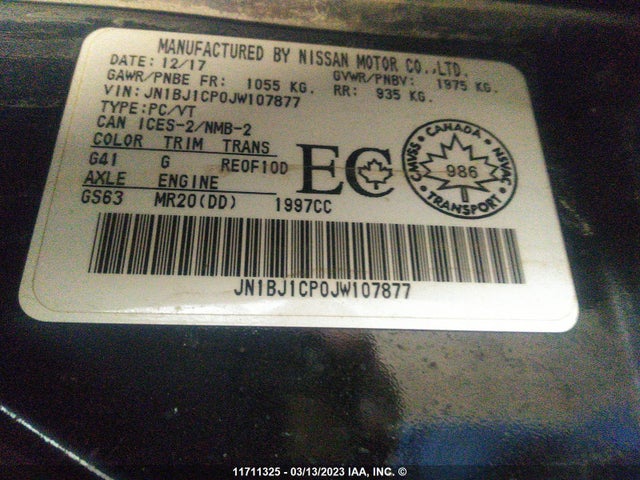 MANUFACTURED BY NISSAN MOTOR CO.,LTD.
DATE: 12/17
GAWR/PNBE FR: 1055 KG. GVWR/PNBV: 1975 KG.
RR: 935 KG.
VIN: JN1BJ1CP0JW107877
TYPE: PC/VT
CAN ICES-2/NMB-2
COLOR TRIM TRANS
G41 G RE0F10D
AXLE ENGINE
GS63 MR20(DD) 1997CC
EC
CANADA
CMVSS 986 NSVAC
TRANSPORT
JN1BJ1CP0JW107877
11711325 - 03/13/2023 IAA, INC. ©